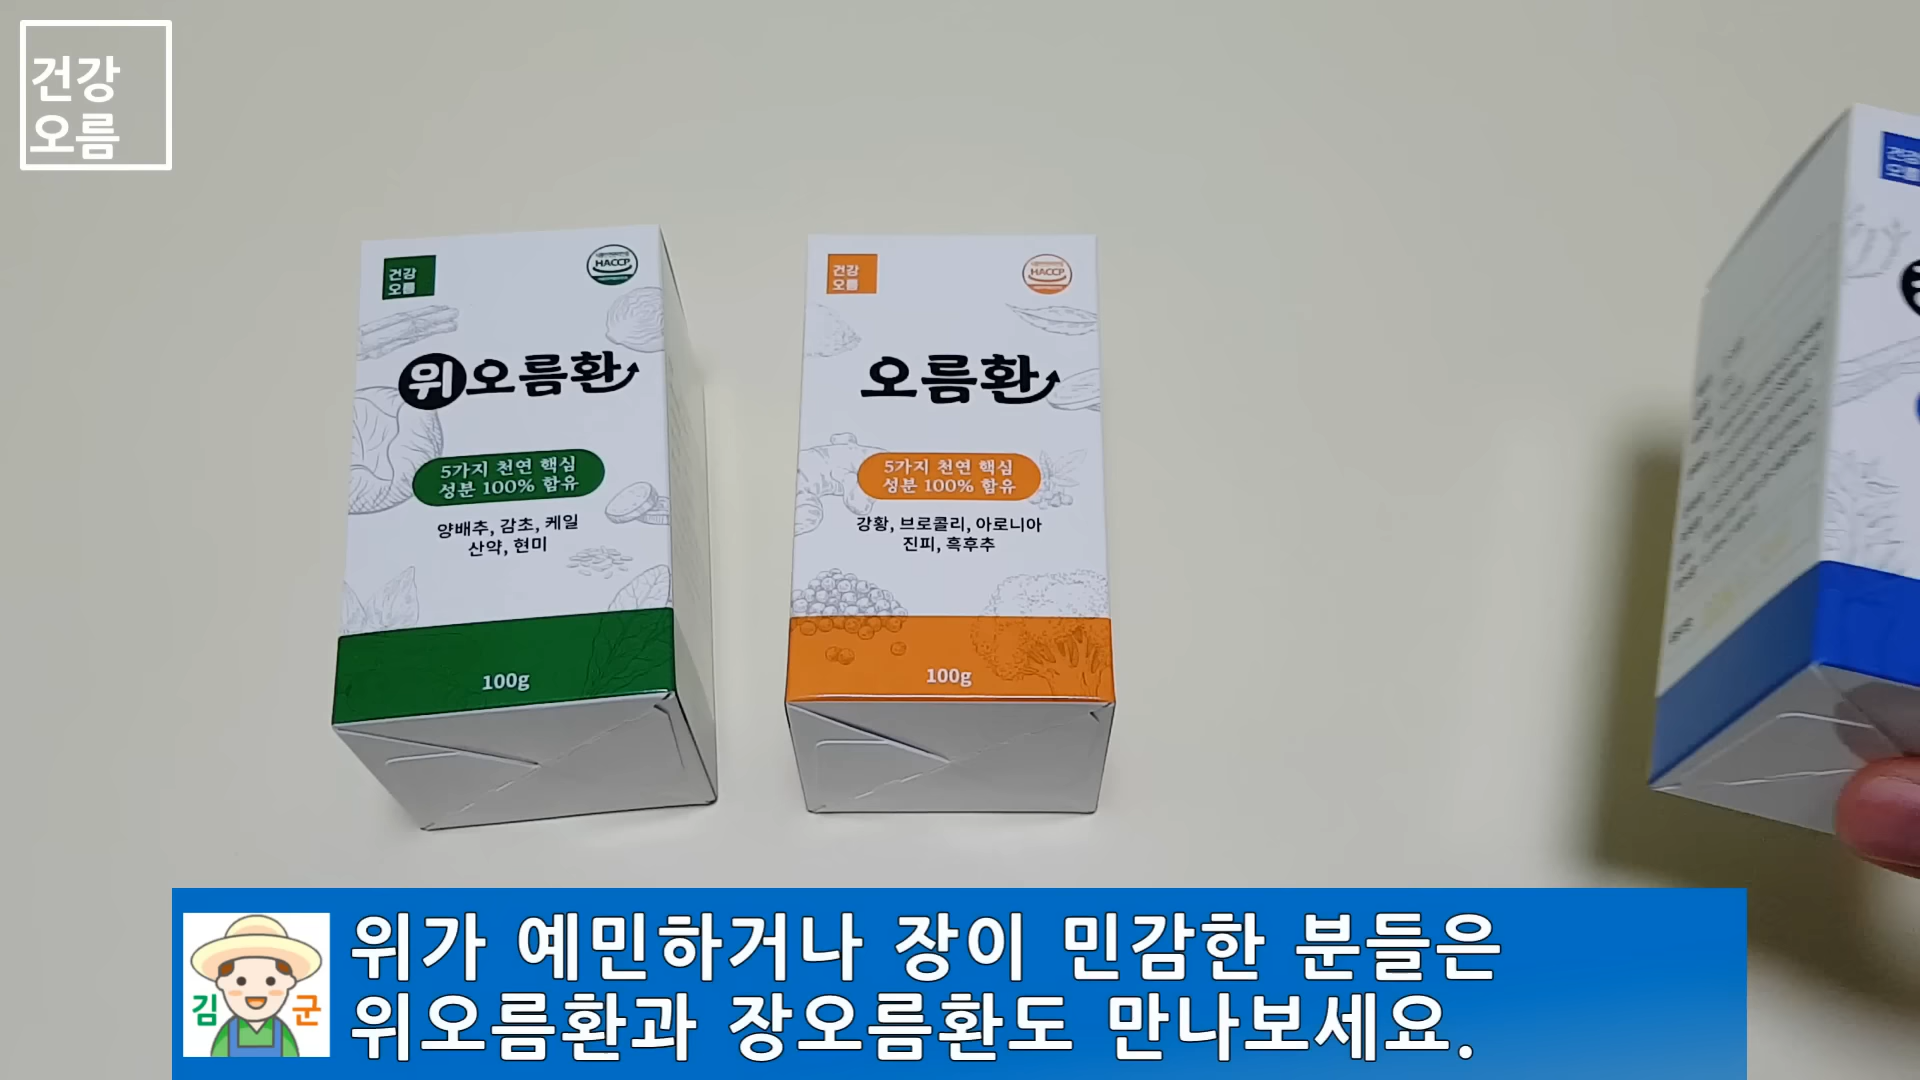 건강
오름
건강
오름
HACCP
위오름환
5가지 천연 핵심
성분 100% 함유
양배추, 감초, 케일
산약, 현미
100g
건강
오름
HACCP
오름환
5가지 천연 핵심
성분 100% 함유
강황, 브로콜리, 아로니아
진피, 흑후추
100g
건강
오름
김군
위가 예민하거나 장이 민감한 분들은
위오름환과 장오름환도 만나보세요.